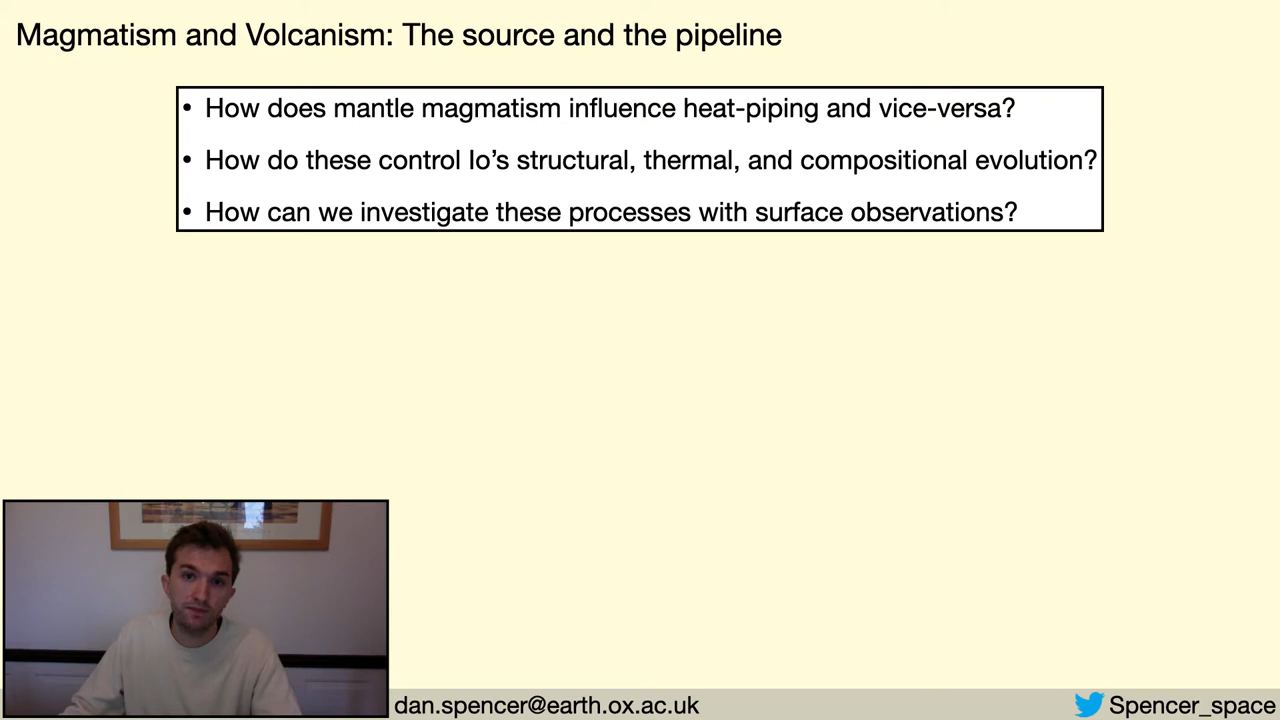 Magmatism and Volcanism: The source and the pipeline
• How does mantle magmatism influence heat-piping and vice-versa?
• How do these control Io’s structural, thermal, and compositional evolution?
• How can we investigate these processes with surface observations?
dan.spencer@earth.ox.ac.uk
Spencer_space